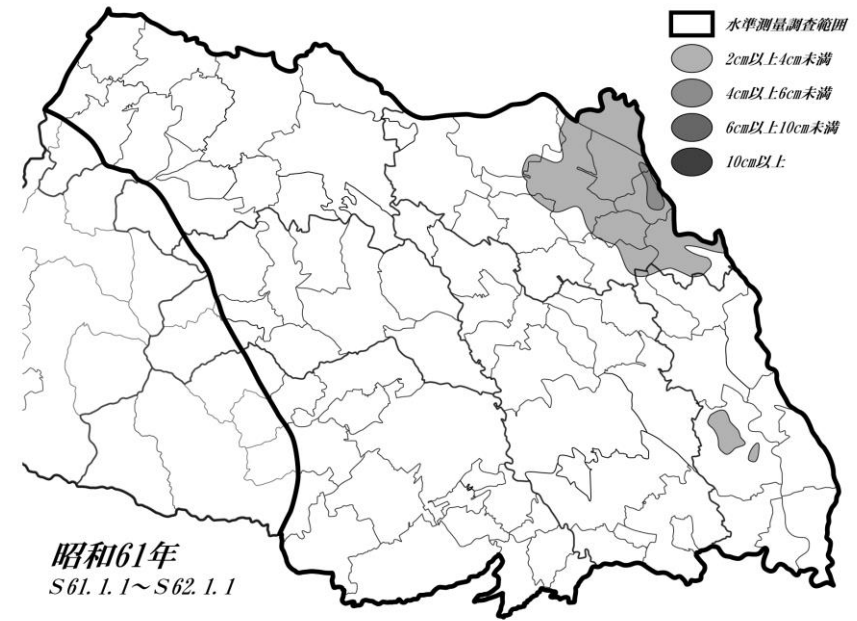 水準測量調査範囲
2cm以上4cm未満
4cm以上6cm未満
6cm以上10cm未満
10cm以上
昭和61年
S61.1.1～S62.1.1